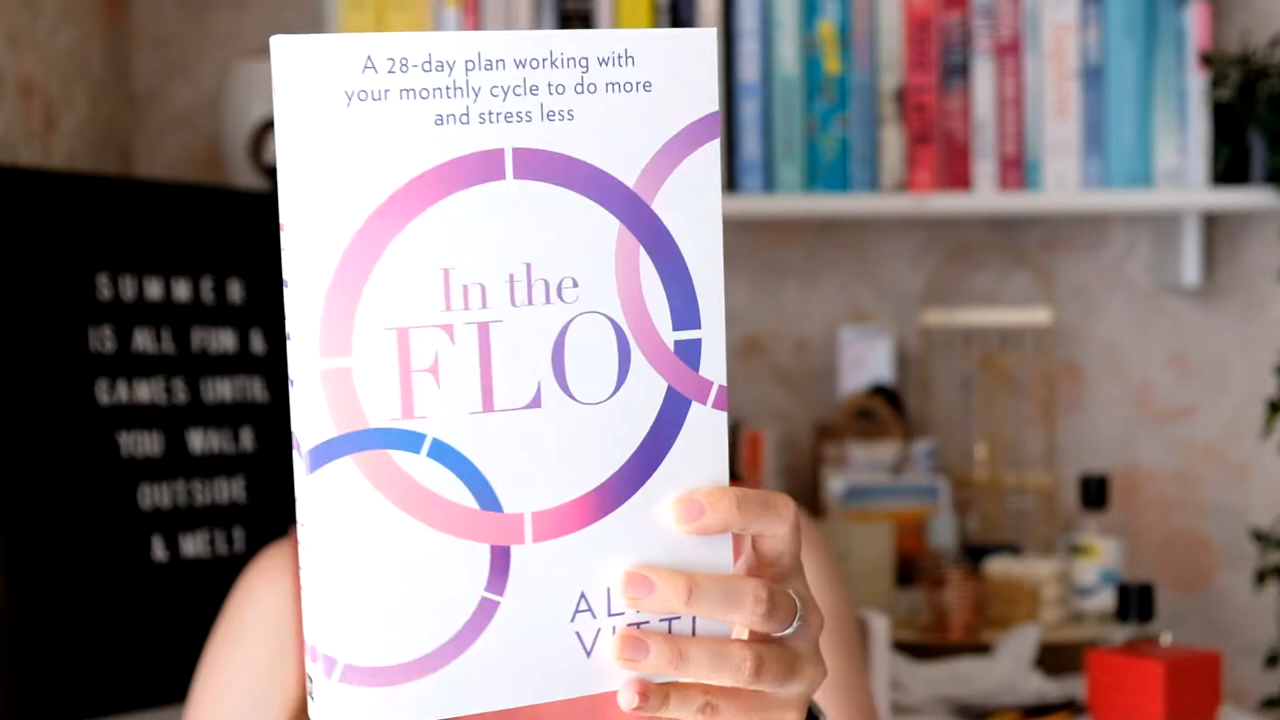 A 28-day plan working with
your monthly cycle to do more
and stress less
In the
FLO
VITTI
SUMMER
IS ALL FUN &
GAMES UNTIL
YOU WALK
OUTSIDE
& MELT